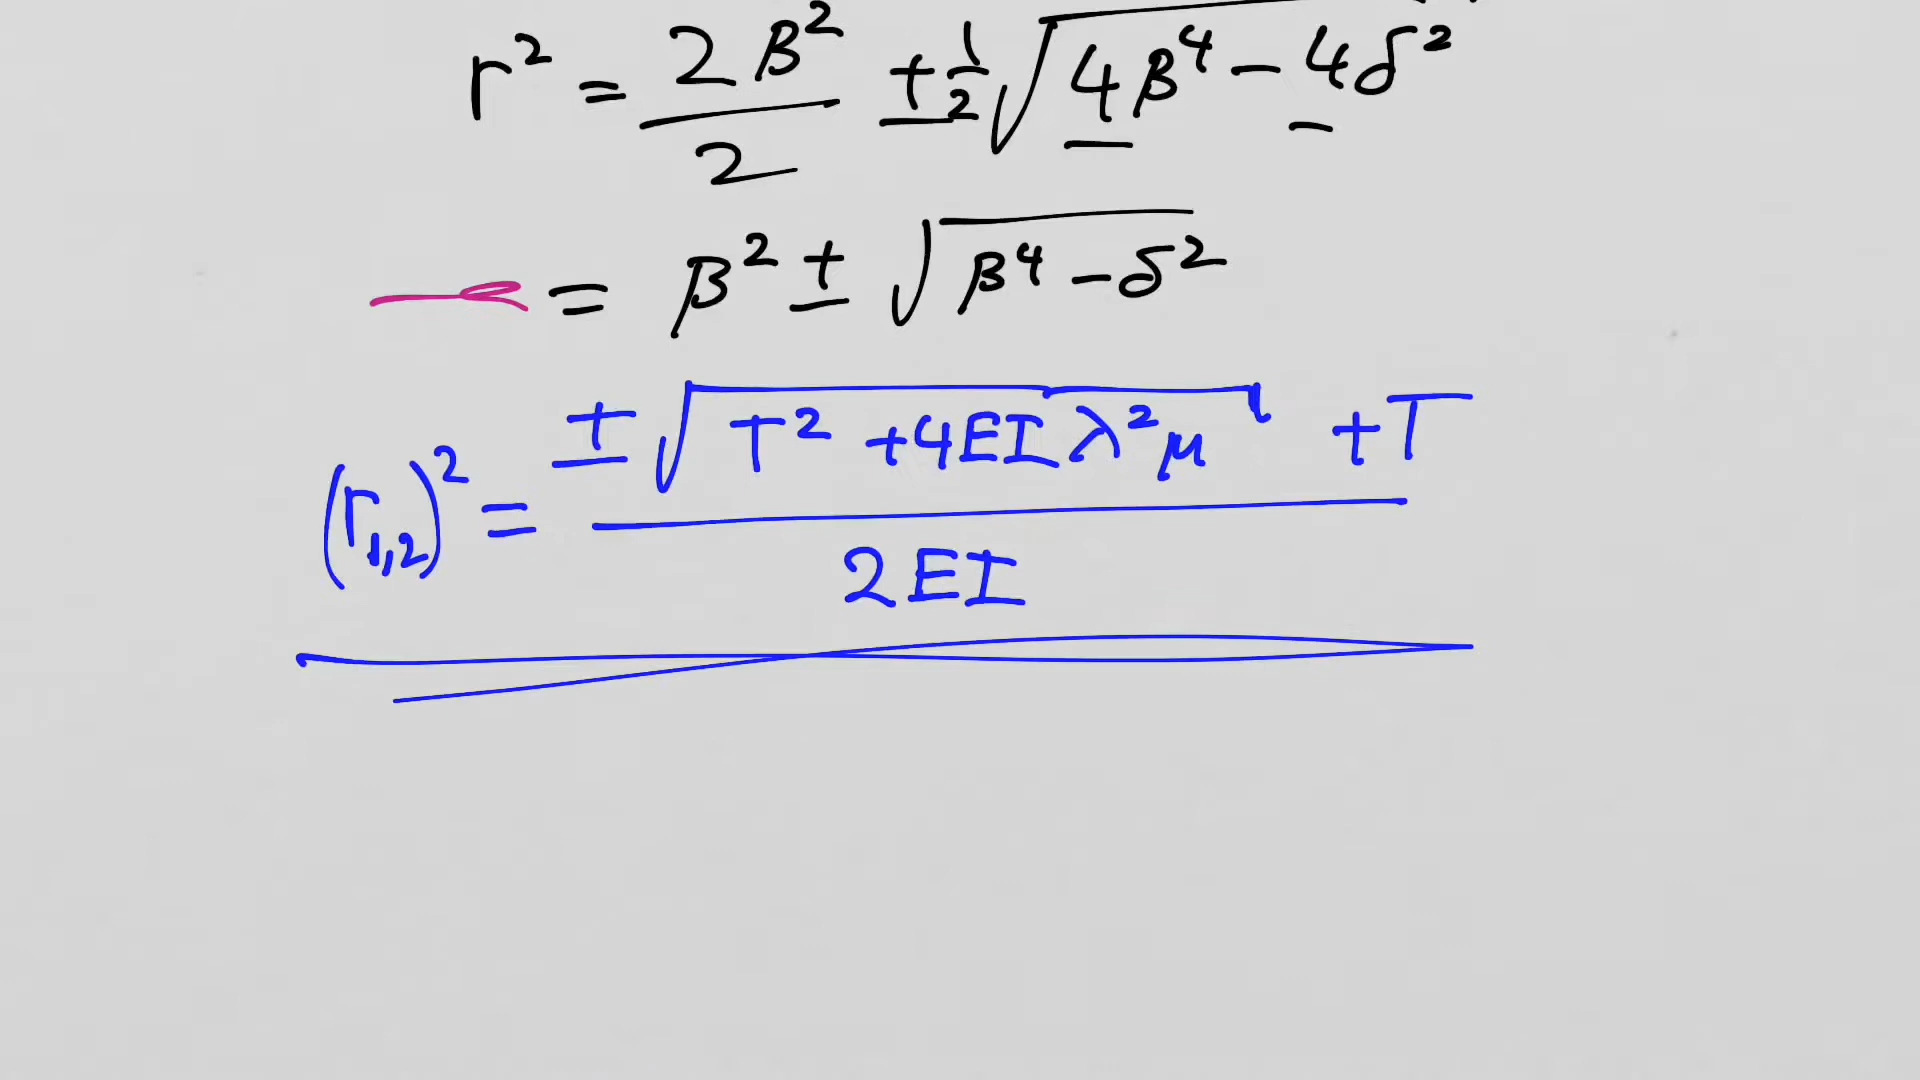 r² = 2β²/2 ± 1/2 √(4β⁴ - 4δ²)
= β² ± √(β⁴ - δ²)
(r₁,₂)² = (± √(T² + 4EIλ²μ) + T)/(2EI)